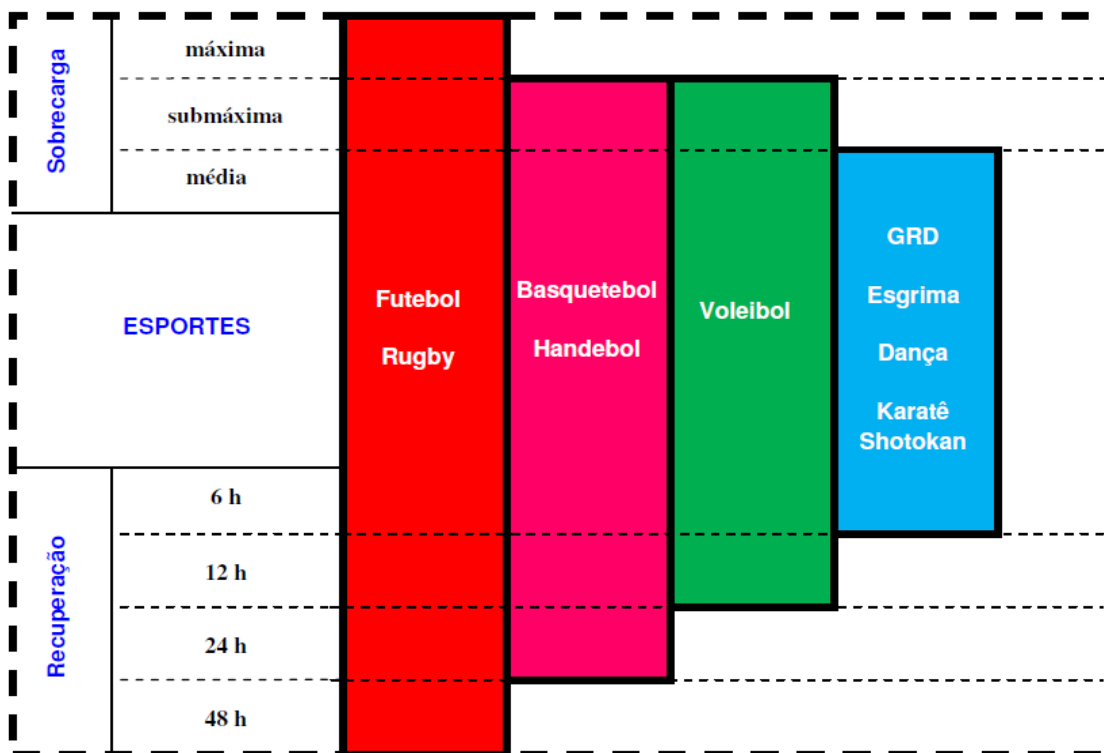 Sobrecarga
máxima
submáxima
média
ESPORTES
Futebol
Rugby
Basquetebol
Handebol
Voleibol
GRD
Esgrima
Dança
Karatê
Shotokan
Recuperação
6 h
12 h
24 h
48 h